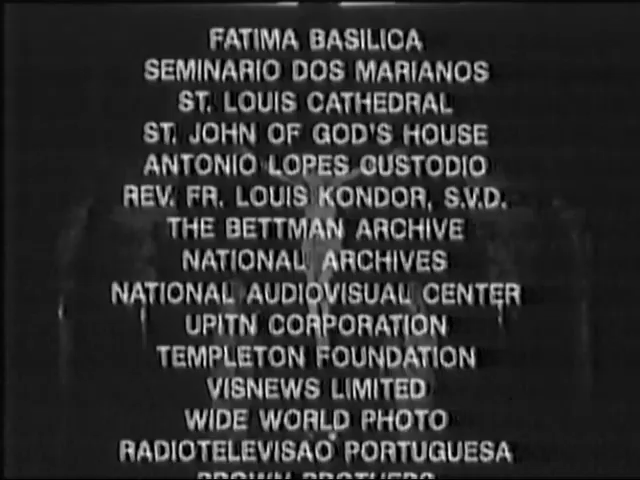 FATIMA BASILICA
SEMINARIO DOS MARIANOS
ST. LOUIS CATHEDRAL
ST. JOHN OF GOD'S HOUSE
ANTONIO LOPES CUSTODIO
REV. FR. LOUIS KONDOR, S.V.D.
THE BETTMAN ARCHIVE
NATIONAL ARCHIVES
NATIONAL AUDIOVISUAL CENTER
UPITN CORPORATION
TEMPLETON FOUNDATION
VISNEWS LIMITED
WIDE WORLD PHOTO
RADIOTELEVISAO PORTUGUESA
BROWN BROTHERS